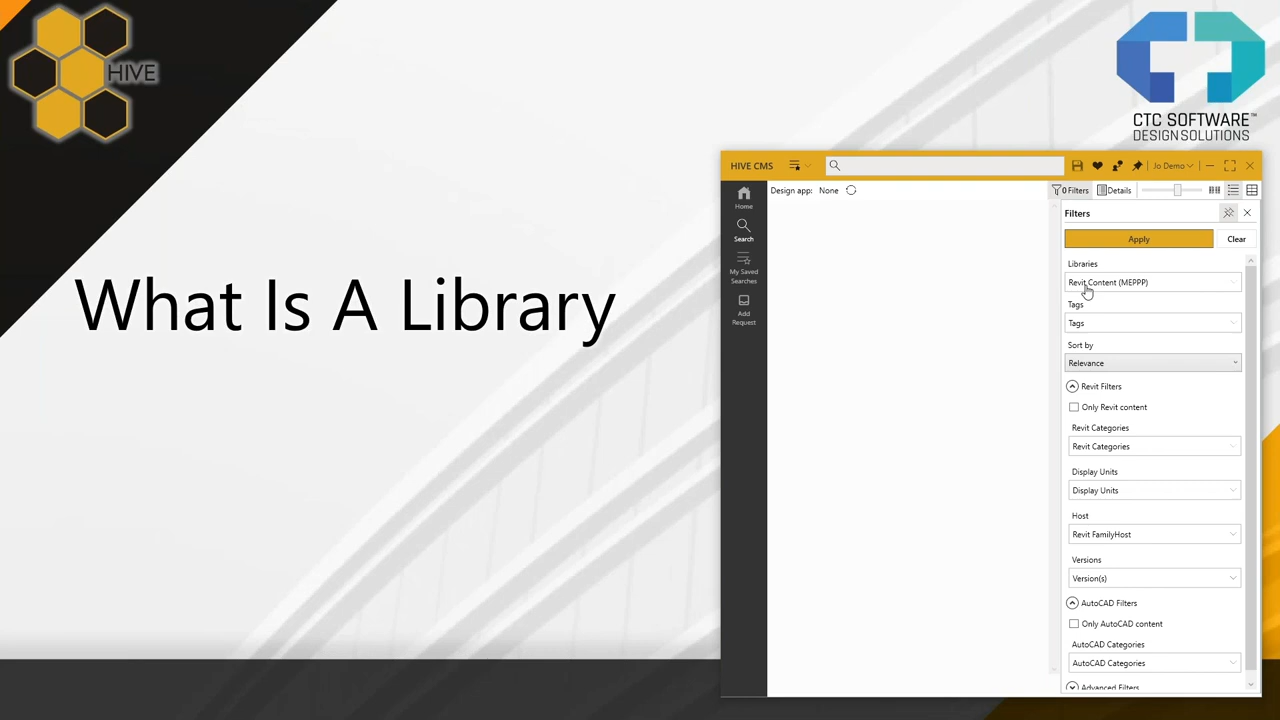 HIVE
CTC SOFTWARE™
DESIGN SOLUTIONS
What Is A Library
HIVE CMS
Jo Demo
Home
Search
My Saved
Searches
Add
Request
Design app: None
0 Filters
Details
Filters
Apply
Clear
Libraries
Revit Content (MEPPP)
Tags
Tags
Sort by
Relevance
Revit Filters
Only Revit content
Revit Categories
Revit Categories
Display Units
Display Units
Host
Revit FamilyHost
Versions
Version(s)
AutoCAD Filters
Only AutoCAD content
AutoCAD Categories
AutoCAD Categories
Advanced Filters